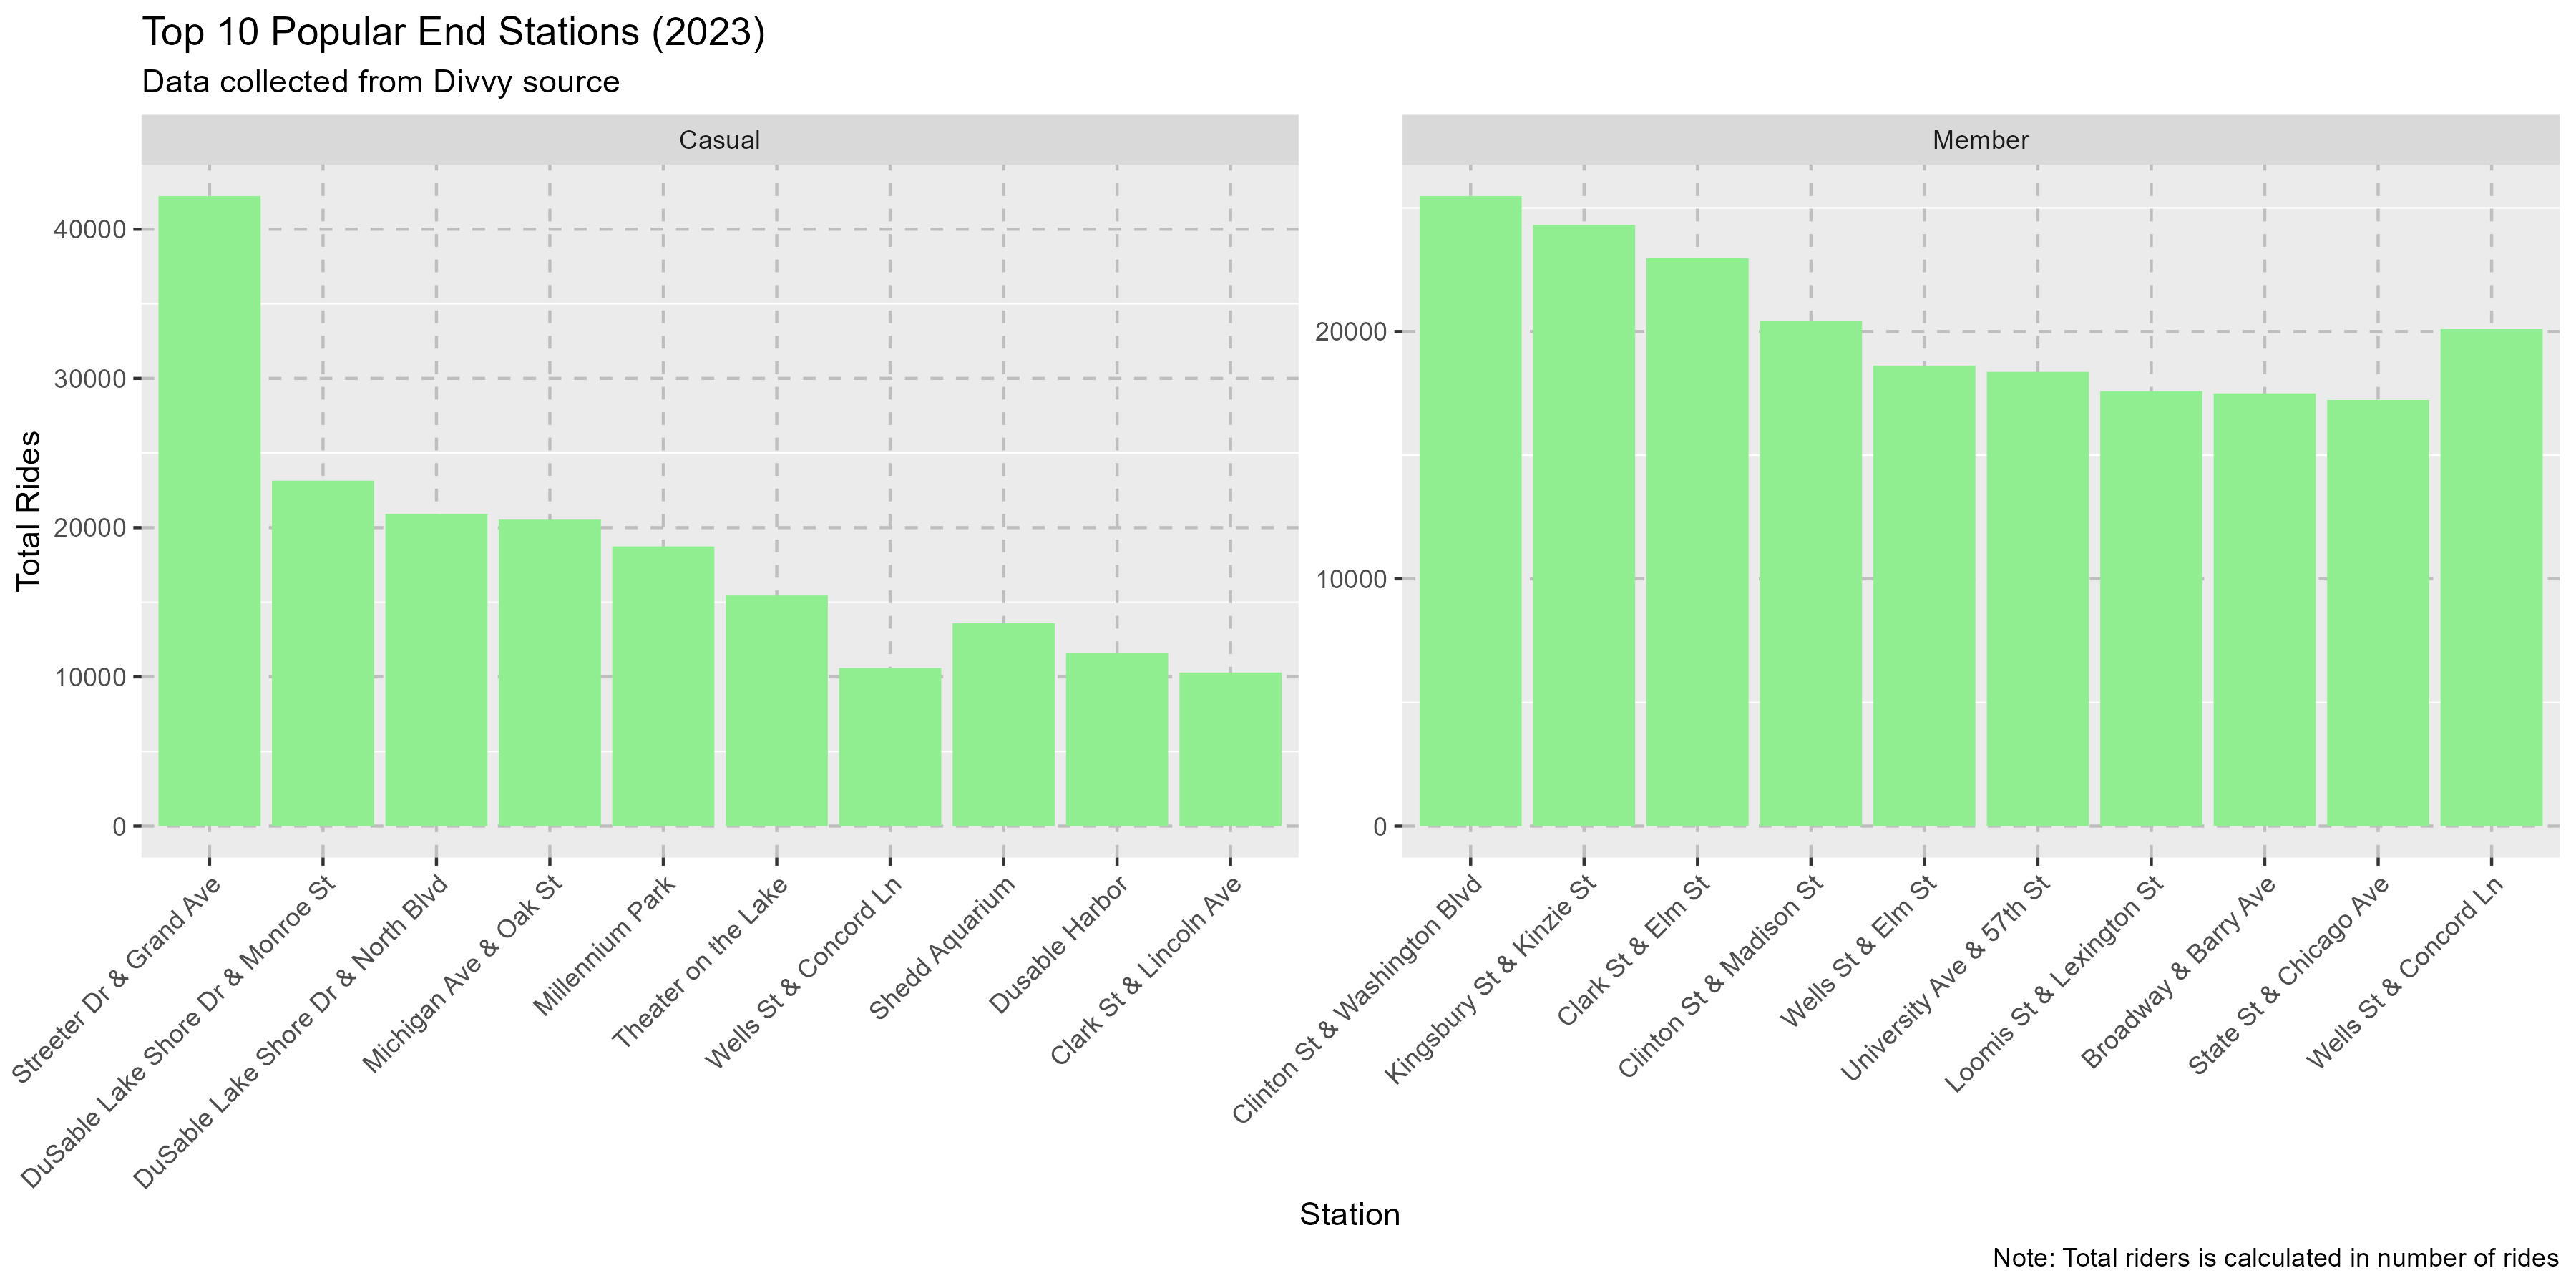 Top 10 Popular End Stations (2023)
Data collected from Divvy source
Casual
Member
Total Rides
40000
30000
20000
10000
0
20000
10000
0
Streeter Dr & Grand Ave
DuSable Lake Shore Dr & Monroe St
DuSable Lake Shore Dr & North Blvd
Michigan Ave & Oak St
Millennium Park
Theater on the Lake
Wells St & Concord Ln
Shedd Aquarium
Dusable Harbor
Clark St & Lincoln Ave
Clinton St & Washington Blvd
Kingsbury St & Kinzie St
Clark St & Elm St
Clinton St & Madison St
Wells St & Elm St
University Ave & 57th St
Loomis St & Lexington St
Broadway & Barry Ave
State St & Chicago Ave
Wells St & Concord Ln
Station
Note: Total riders is calculated in number of rides